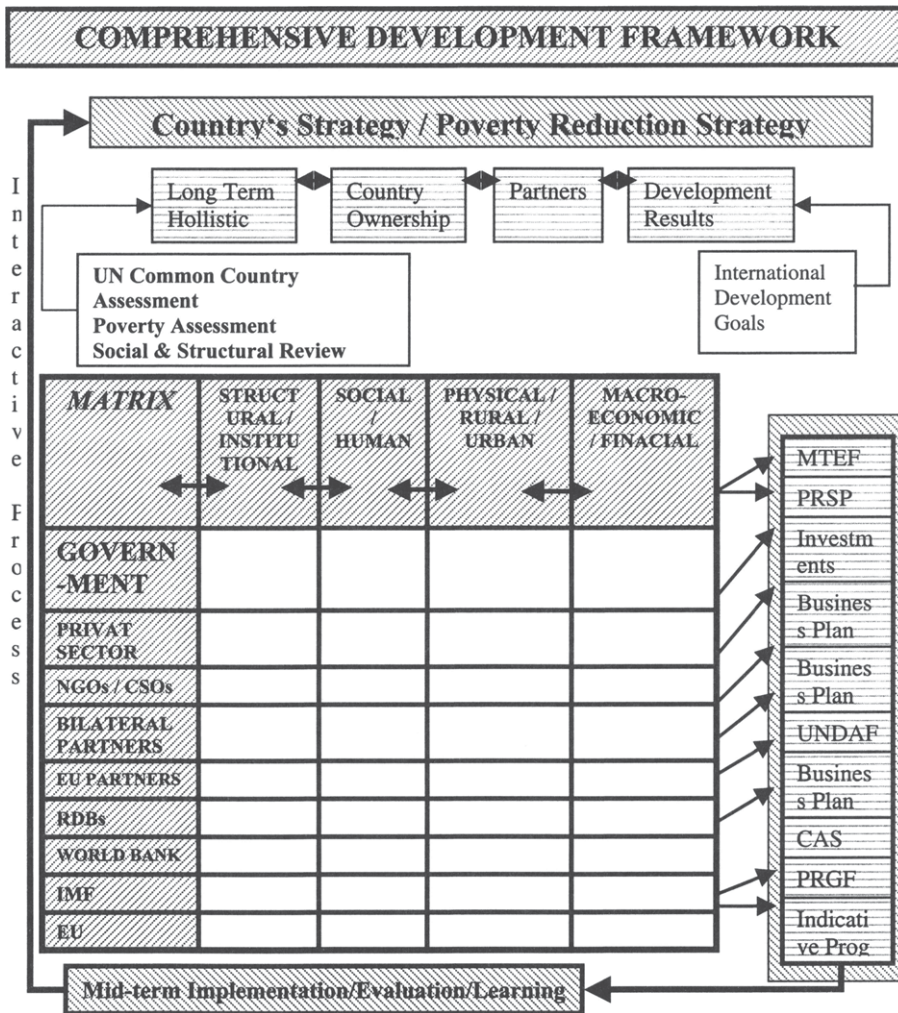 COMPREHENSIVE DEVELOPMENT FRAMEWORK
Country's Strategy / Poverty Reduction Strategy
Interactive Process
Long Term
Hollistic
Country
Ownership
Partners
Development
Results
UN Common Country
Assessment
Poverty Assessment
Social & Structural Review
International
Development
Goals
MATRIX
STRUCT
URAL /
INSTITU
TIONAL
SOCIAL
/
HUMAN
PHYSICAL /
RURAL /
URBAN
MACRO-
ECONOMIC
/ FINACIAL
GOVERN
-MENT
PRIVAT
SECTOR
NGOs / CSOs
BILATERAL
PARTNERS
EU PARTNERS
RDBs
WORLD BANK
IMF
EU
MTEF
PRSP
Investm
ents
Busines
s Plan
Busines
s Plan
UNDAF
Busines
s Plan
CAS
PRGF
Indicati
ve Prog
Mid-term Implementation/Evaluation/Learning